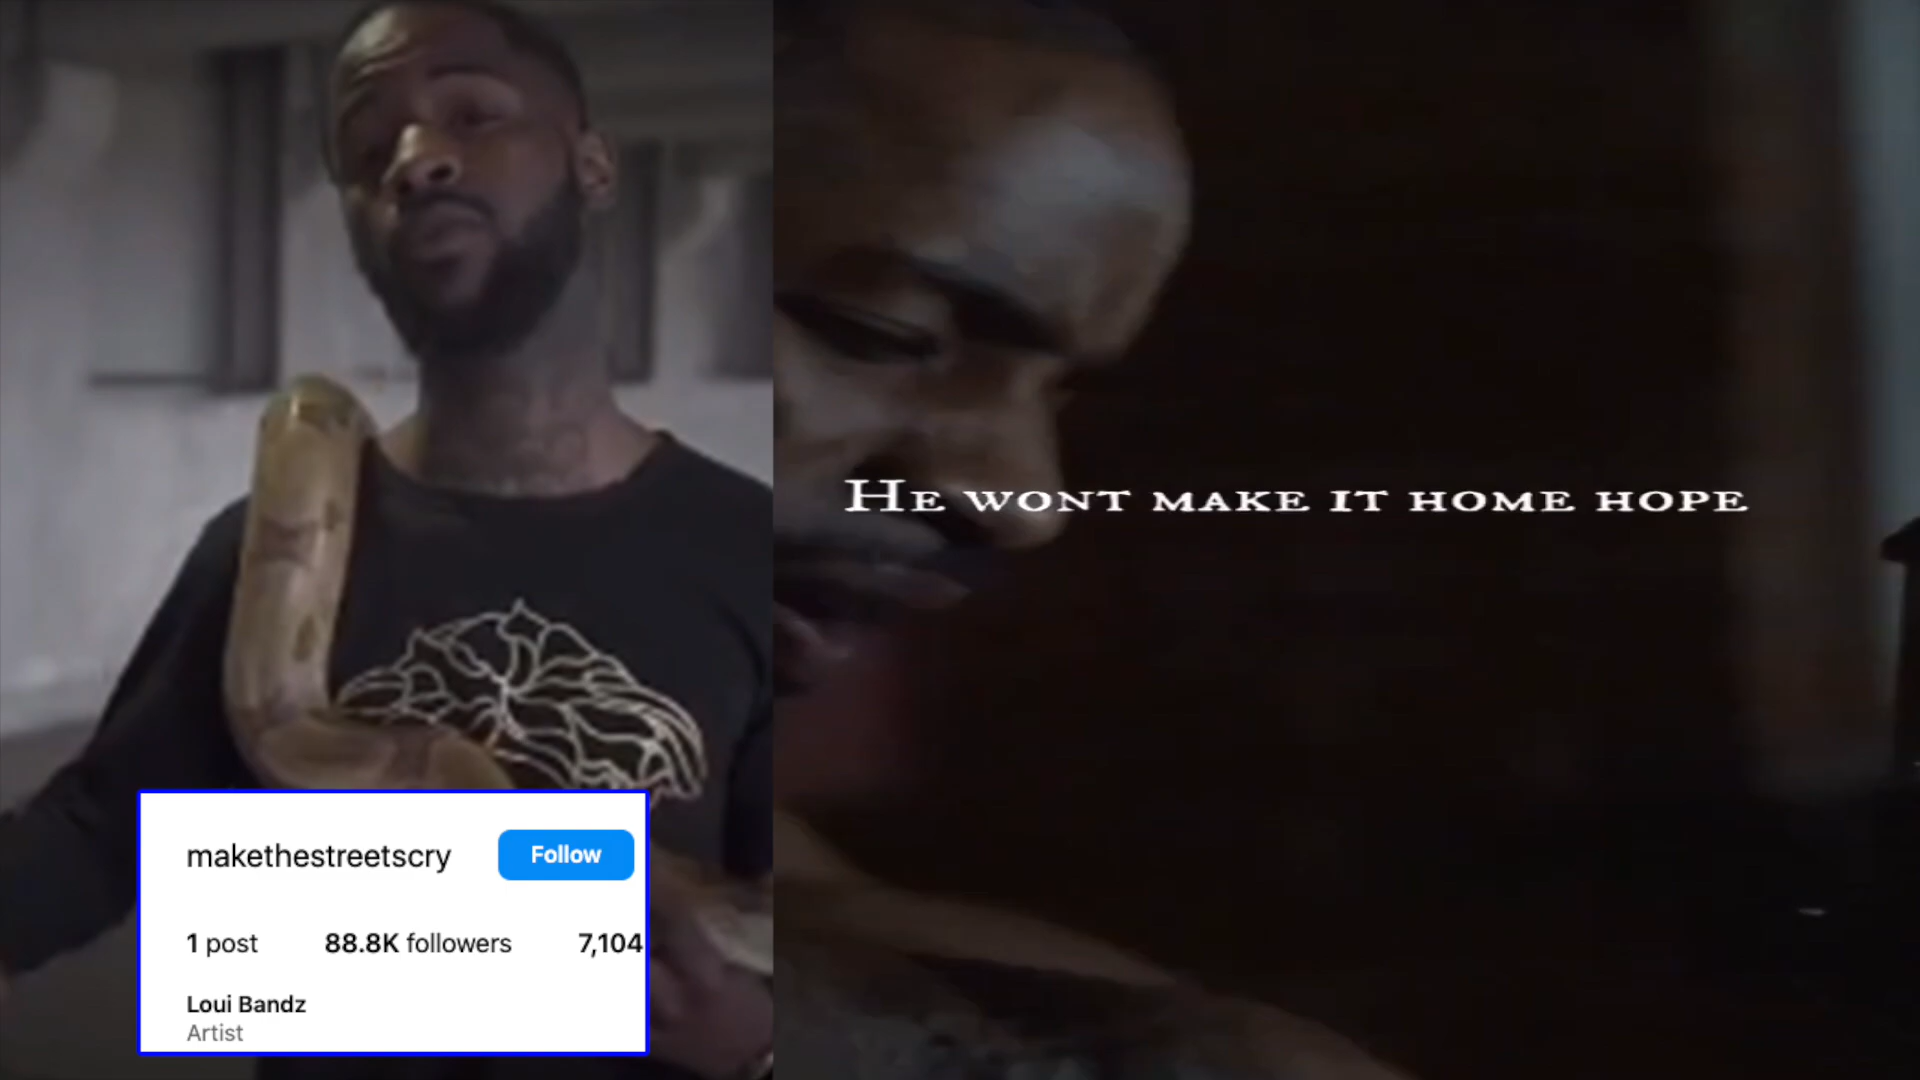 He wont make it home hope
makethestreetscry
Follow
1 post 88.8K followers 7,104
Loui Bandz
Artist